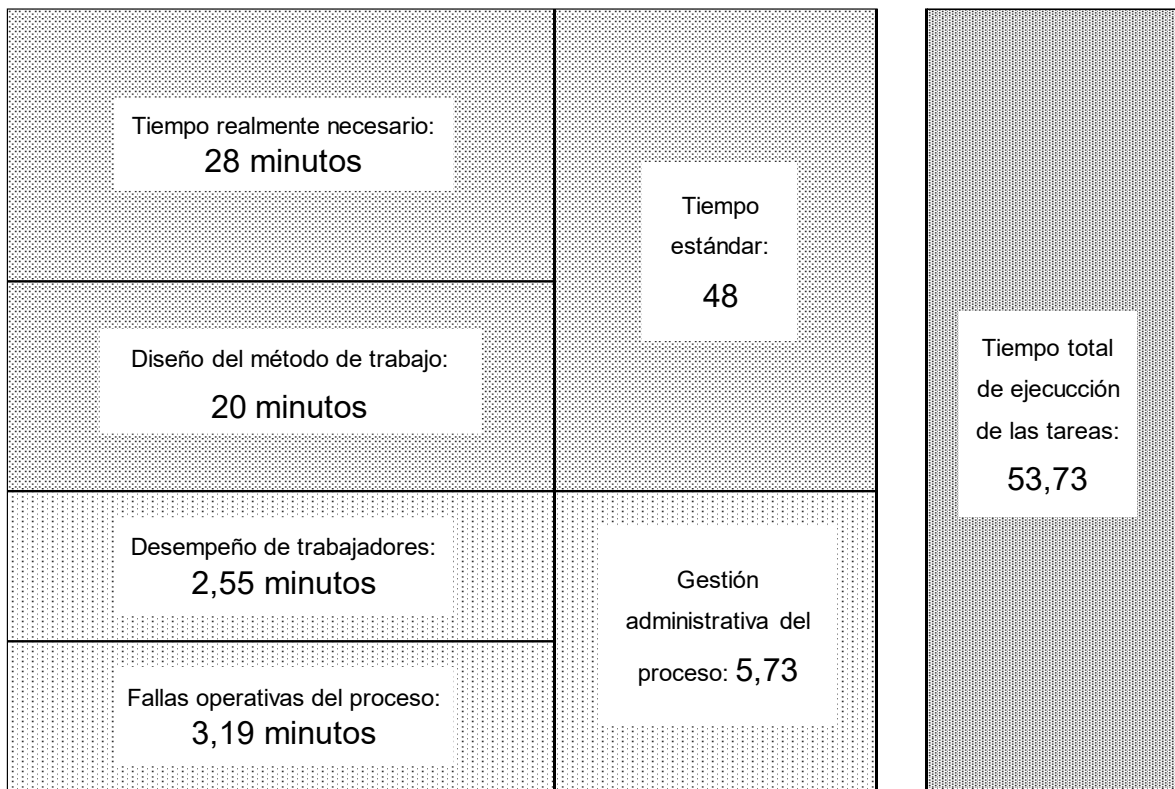 Tiempo realmente necesario:
28 minutos
Diseño del método de trabajo:
20 minutos
Desempeño de trabajadores:
2,55 minutos
Fallas operativas del proceso:
3,19 minutos
Tiempo
estándar:
48
Gestión
administrativa del
proceso: 5,73
Tiempo total
de ejecucción
de las tareas:
53,73